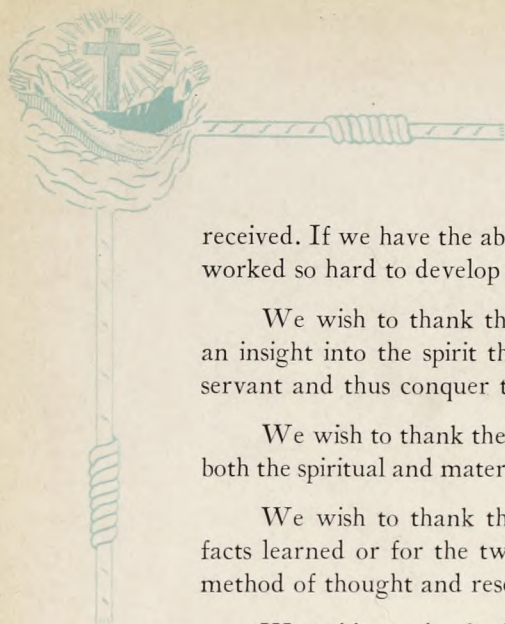 received. If we have the ab
worked so hard to develop
We wish to thank th
an insight into the spirit th
servant and thus conquer t
We wish to thank the
both the spiritual and mater
We wish to thank th
facts learned or for the tw
method of thought and res